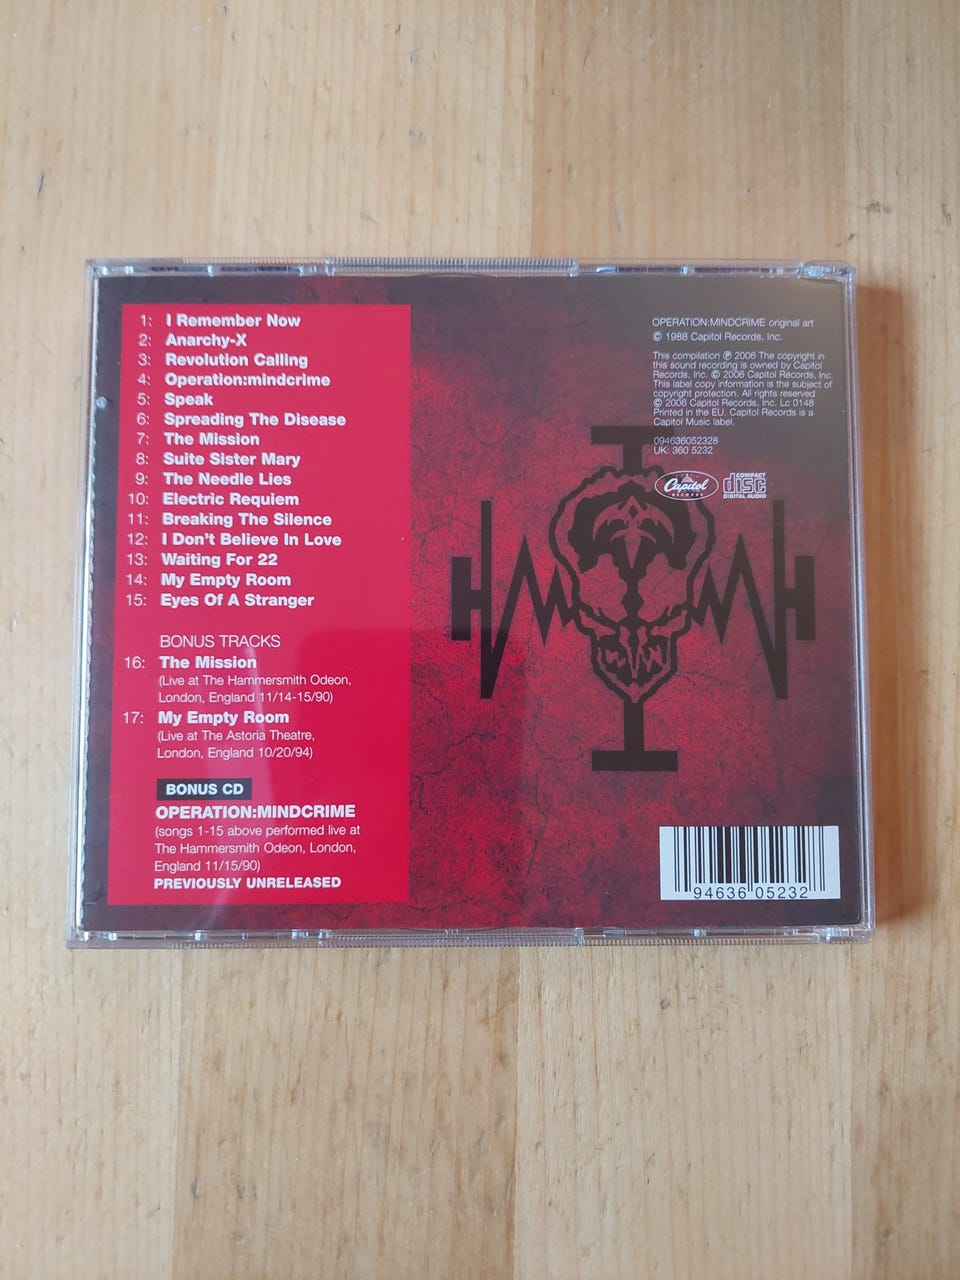 1: I Remember Now
2: Anarchy-X
3: Revolution Calling
4: Operation:mindcrime
5: Speak
6: Spreading The Disease
7: The Mission
8: Suite Sister Mary
9: The Needle Lies
10: Electric Requiem
11: Breaking The Silence
12: I Don't Believe In Love
13: Waiting For 22
14: My Empty Room
15: Eyes Of A Stranger
BONUS TRACKS
16: The Mission
(Live at The Hammersmith Odeon,
London, England 11/14-15/90)
17: My Empty Room
(Live at The Astoria Theatre,
London, England 10/20/94)
BONUS CD
OPERATION:MINDCRIME
(songs 1-15 above performed live at
The Hammersmith Odeon, London,
England 11/15/90)
PREVIOUSLY UNRELEASED
OPERATION:MINDCRIME original art
© 1988 Capitol Records, Inc.
This compilation ℗ 2006 The copyright in
this sound recording is owned by Capitol
Records, Inc. © 2006 Capitol Records, Inc.
This label copy information is the subject of
copyright protection. All rights reserved
© 2006 Capitol Records, Inc. Lc 0148
Printed in the EU. Capitol Records is a
Capitol Music label.
094636052328
UK: 360 5232
Capitol
RECORDS
COMPACT
disc
DIGITAL AUDIO
94636 05232